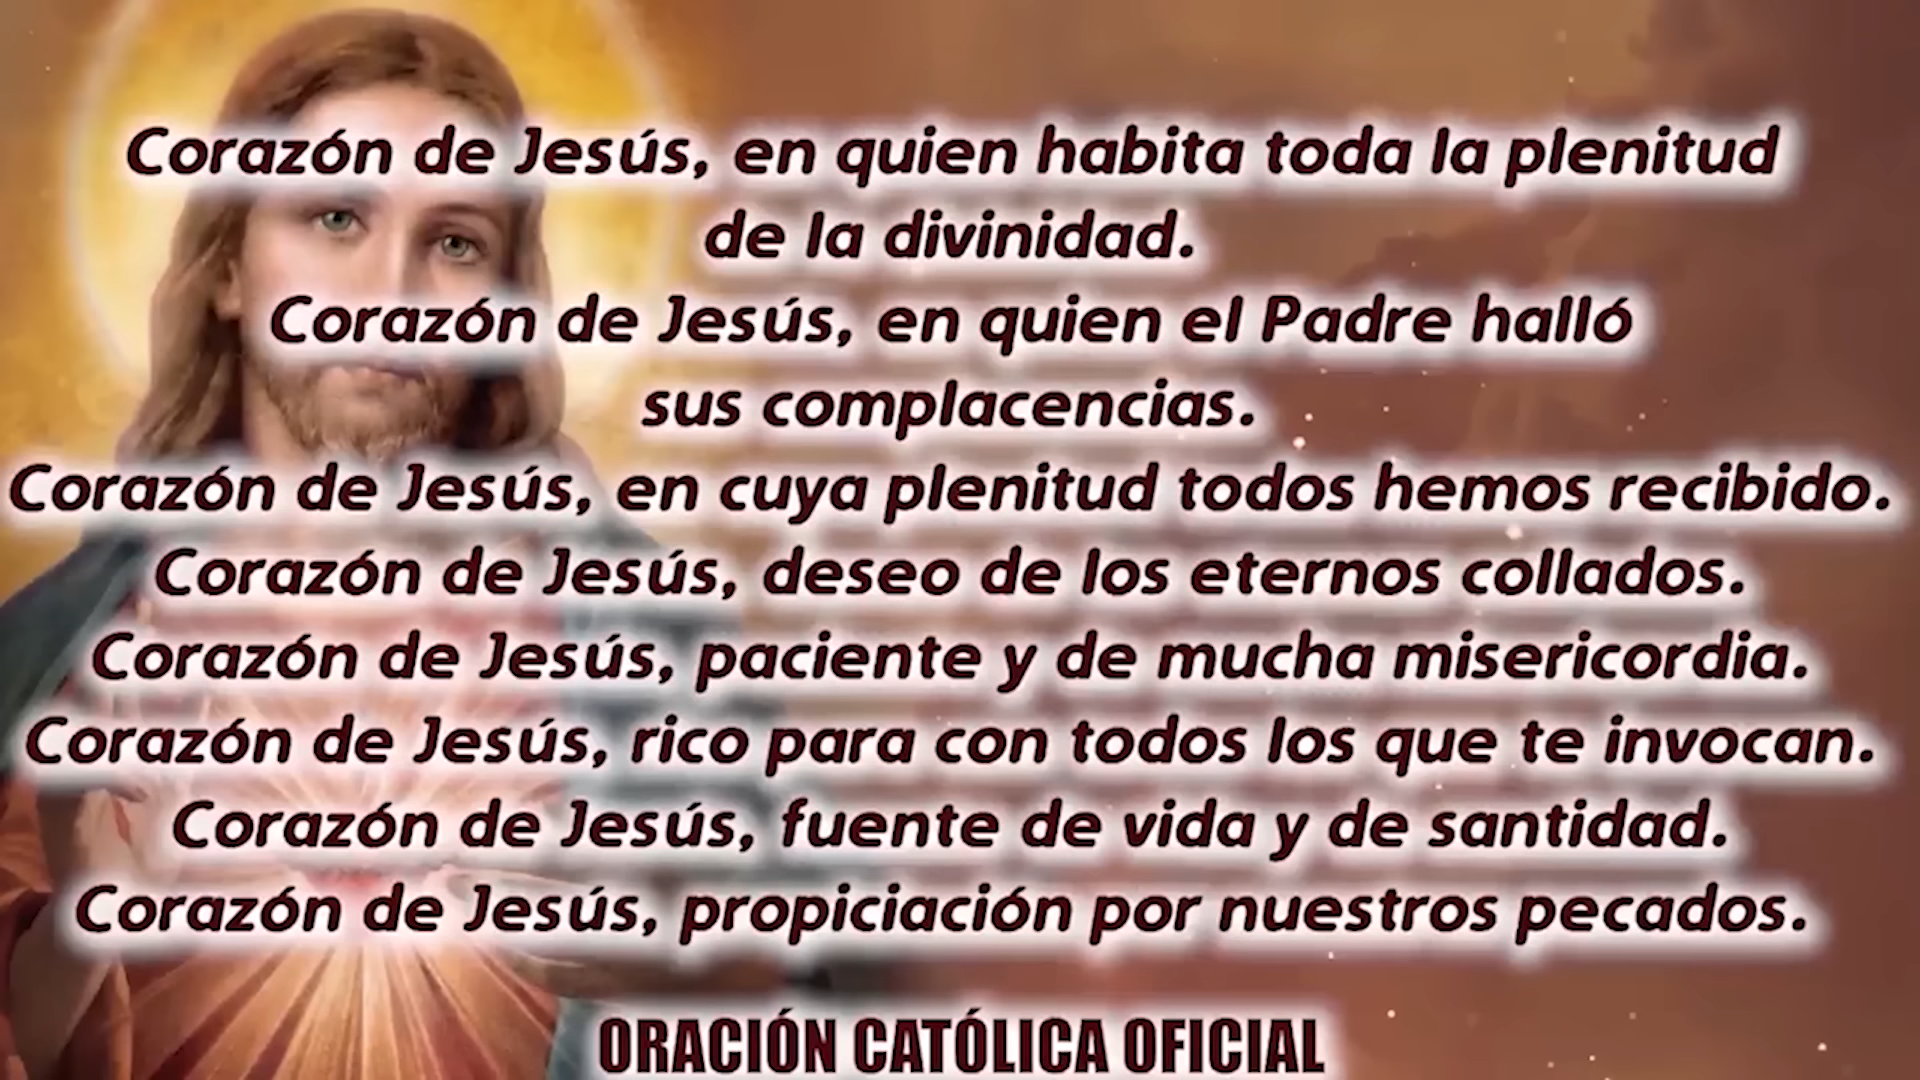 Corazón de Jesús, en quien habita toda la plenitud
de la divinidad.
Corazón de Jesús, en quien el Padre halló
sus complacencias.
Corazón de Jesús, en cuya plenitud todos hemos recibido.
Corazón de Jesús, deseo de los eternos collados.
Corazón de Jesús, paciente y de mucha misericordia.
Corazón de Jesús, rico para con todos los que te invocan.
Corazón de Jesús, fuente de vida y de santidad.
Corazón de Jesús, propiciación por nuestros pecados.
ORACIÓN CATÓLICA OFICIAL